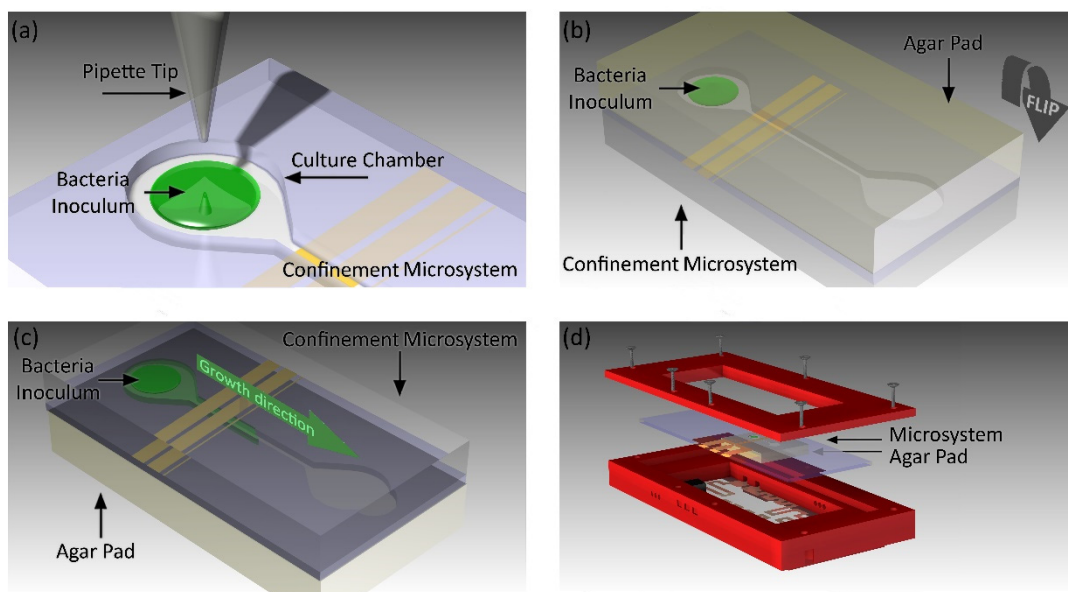 (a)
Pipette Tip
Culture Chamber
Bacteria
Inoculum
Confinement Microsystem
(b)
Agar Pad
Bacteria
Inoculum
FLIP
Confinement Microsystem
(c)
Confinement Microsystem
Bacteria
Inoculum
Growth direction
Agar Pad
(d)
Microsystem
Agar Pad